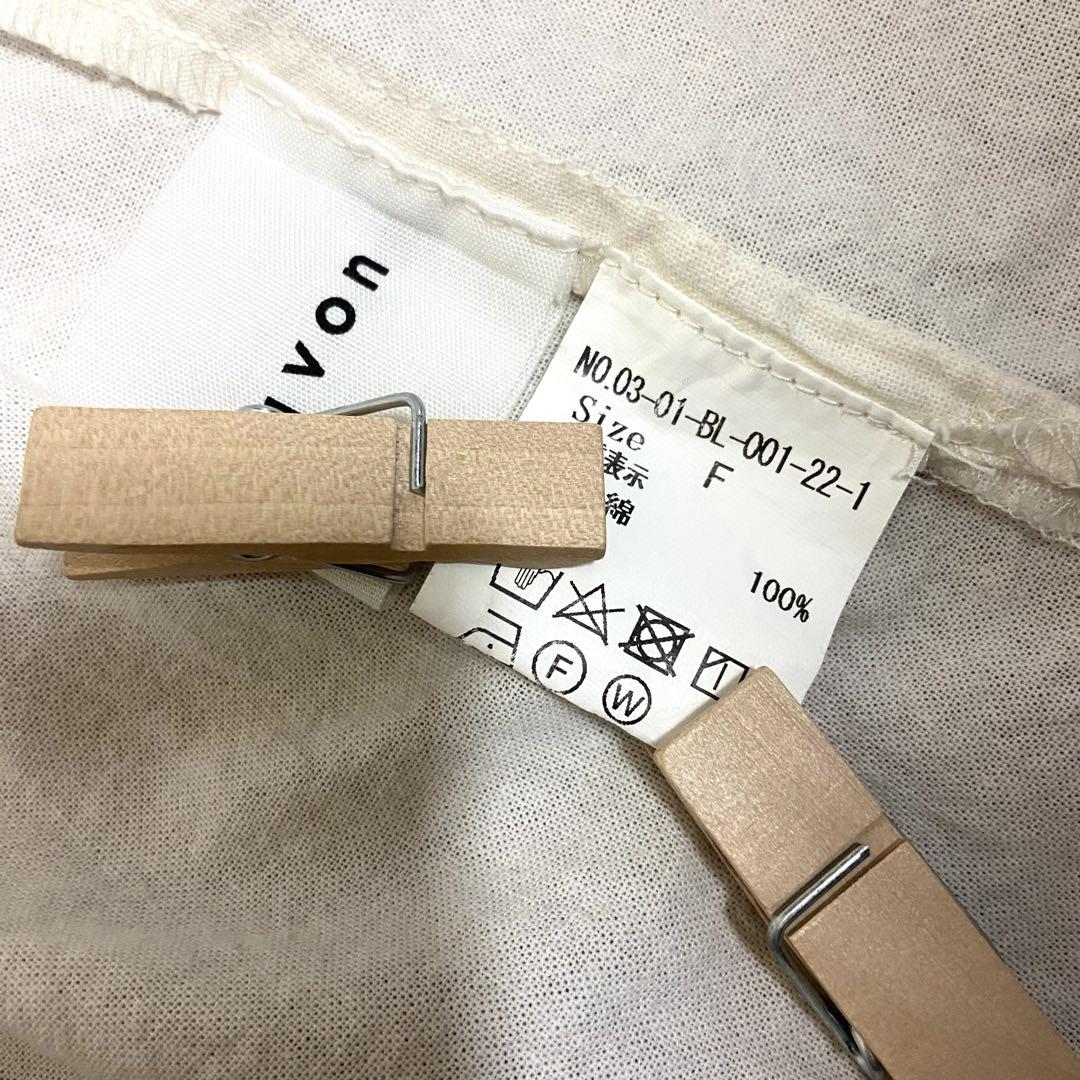 von
NO.03-01-BL-001-22-1
Size F
表示
綿 100%
F
W